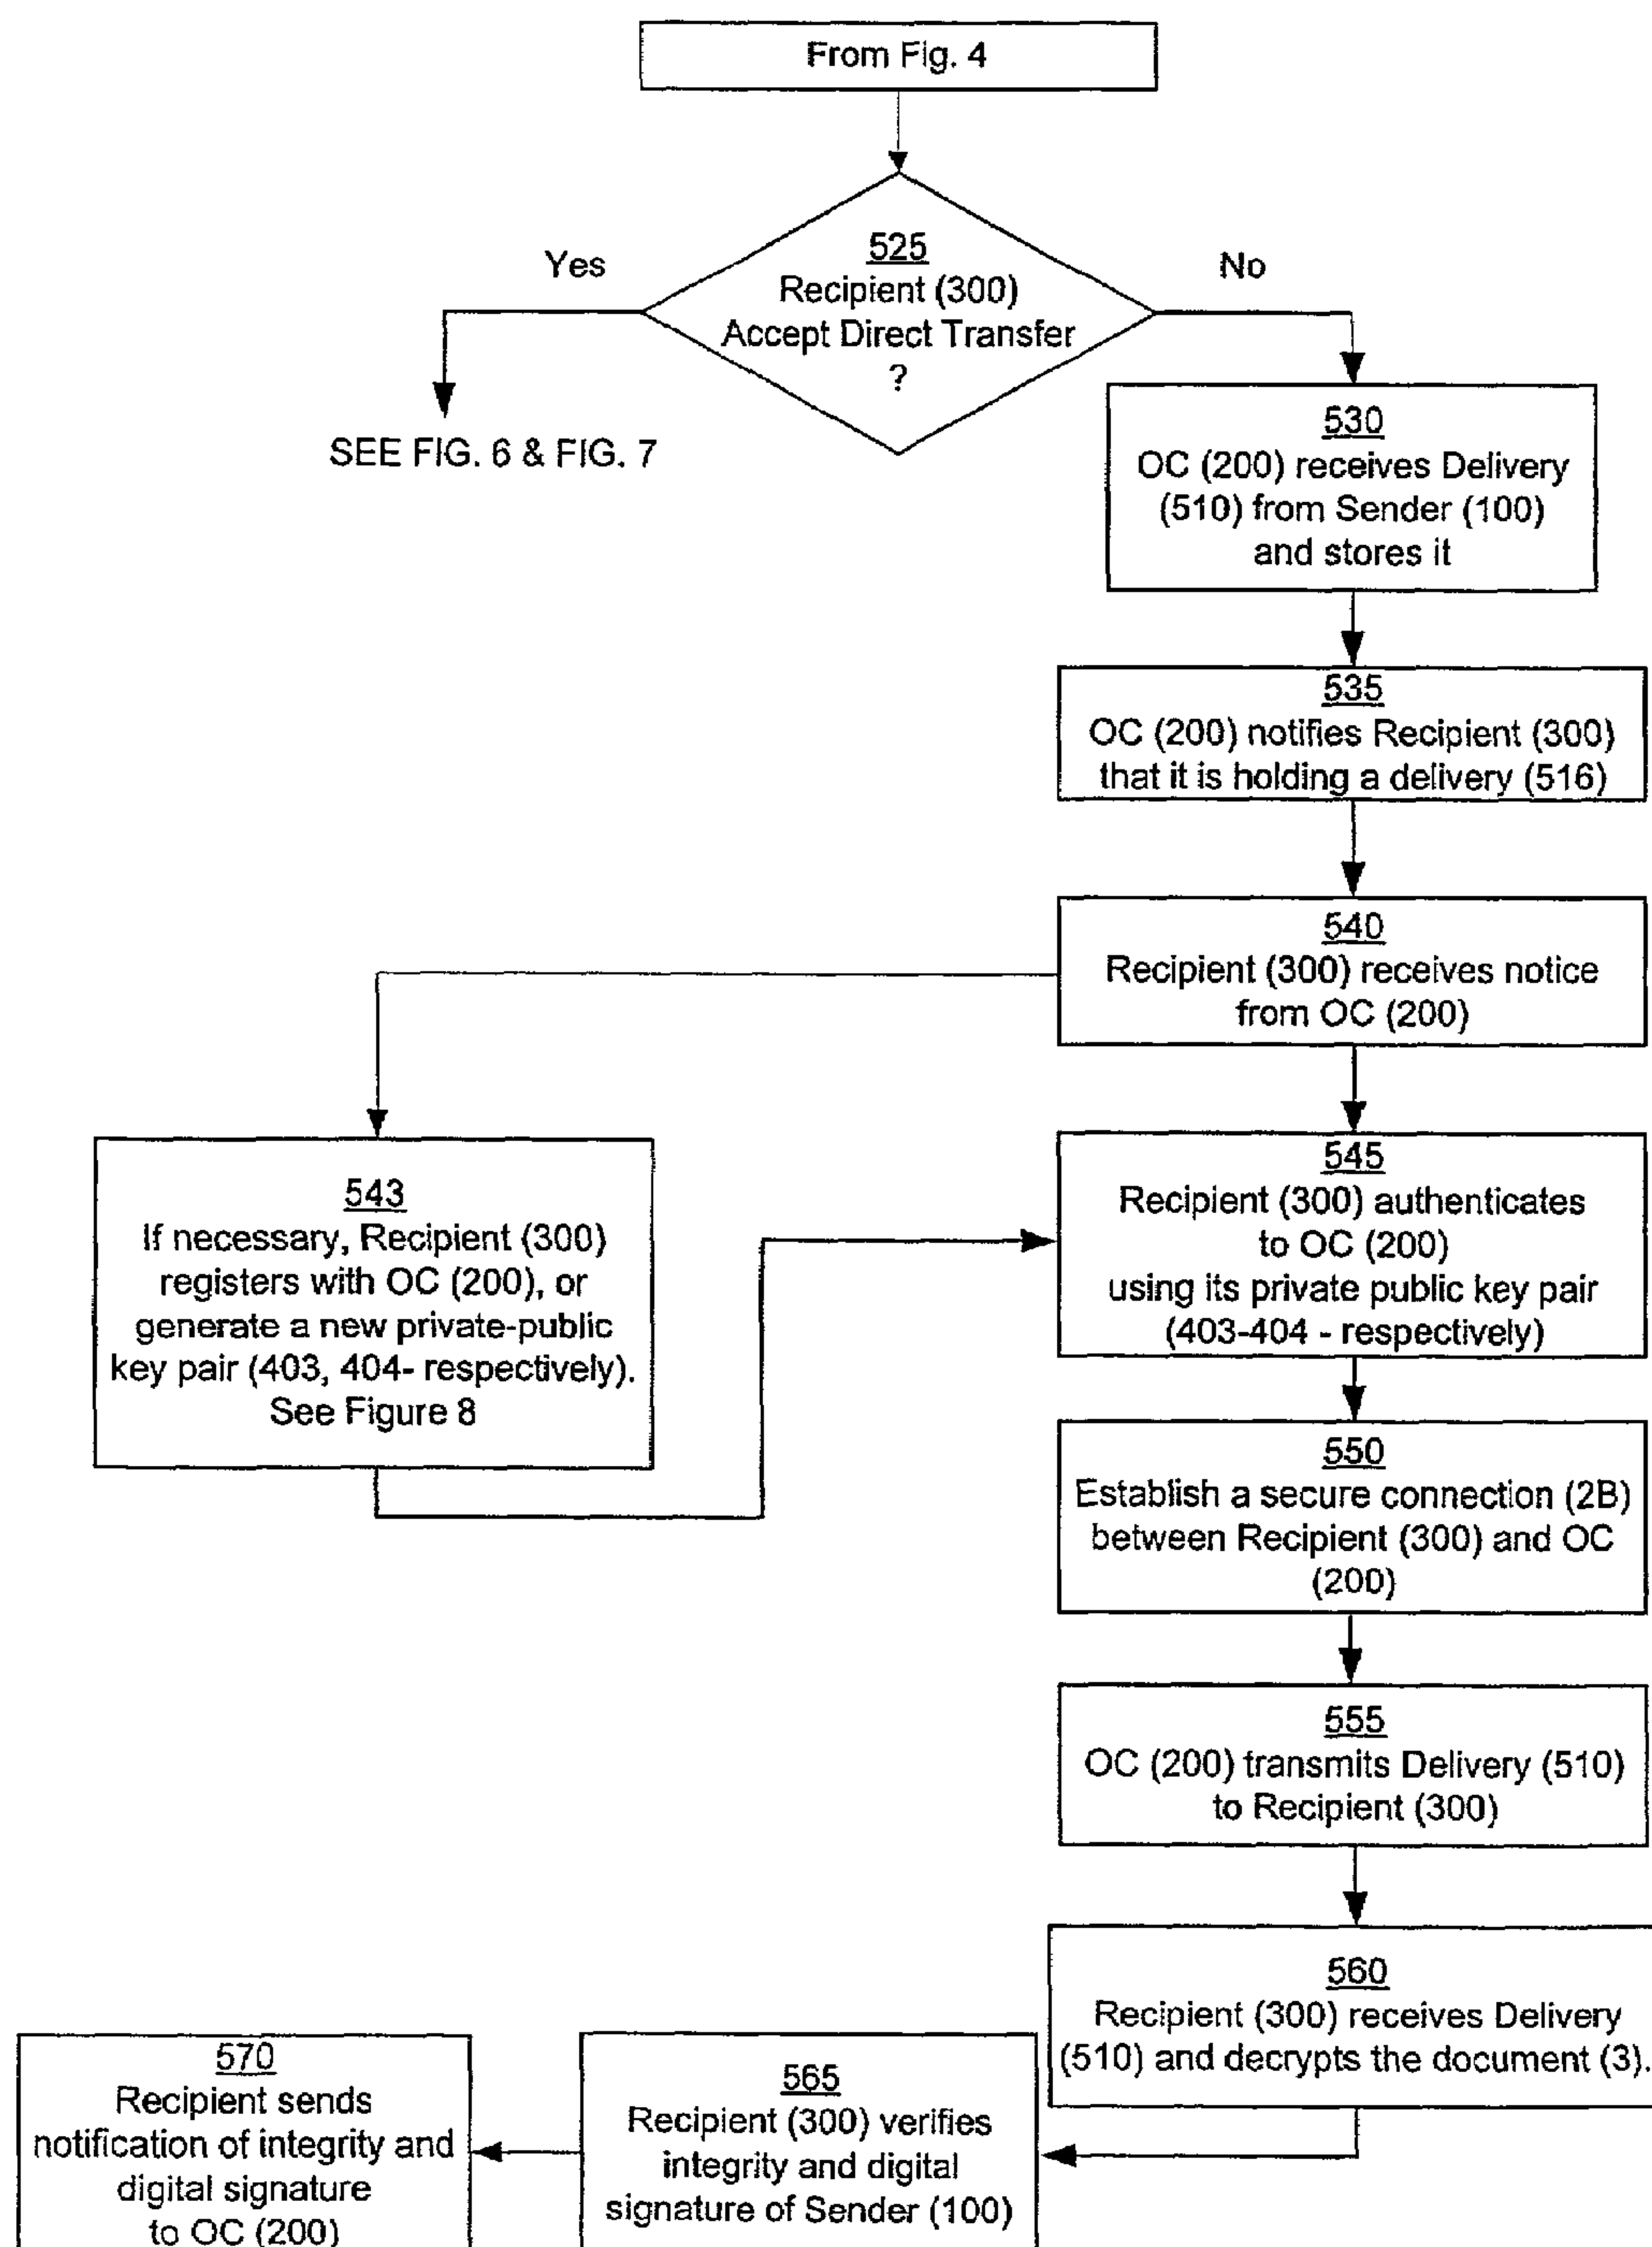 From Fig. 4
525
Recipient (300)
Accept Direct Transfer
?
Yes
No
SEE FIG. 6 & FIG. 7
530
OC (200) receives Delivery
(510) from Sender (100)
and stores it
535
OC (200) notifies Recipient (300)
that it is holding a delivery (516)
540
Recipient (300) receives notice
from OC (200)
543
If necessary, Recipient (300)
registers with OC (200), or
generate a new private-public
key pair (403, 404- respectively).
See Figure 8
545
Recipient (300) authenticates
to OC (200)
using its private public key pair
(403-404 - respectively)
550
Establish a secure connection (2B)
between Recipient (300) and OC
(200)
555
OC (200) transmits Delivery (510)
to Recipient (300)
560
Recipient (300) receives Delivery
(510) and decrypts the document (3).
565
Recipient (300) verifies
integrity and digital
signature of Sender (100)
570
Recipient sends
notification of integrity and
digital signature
to OC (200)